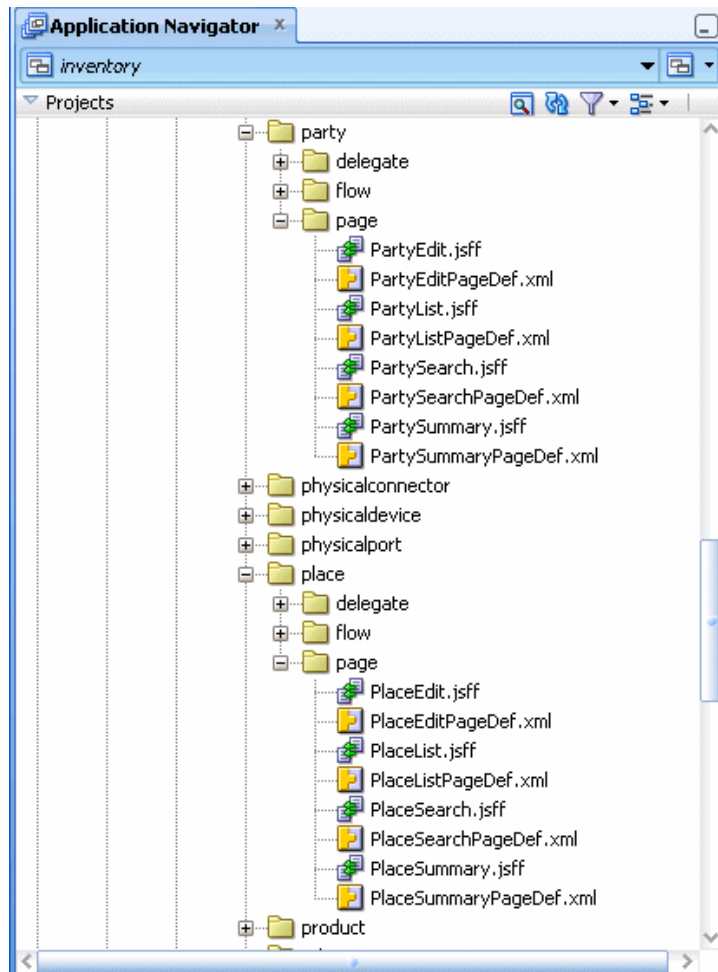 Application Navigator x
inventory
Projects
party
delegate
flow
page
PartyEdit.jsff
PartyEditPageDef.xml
PartyList.jsff
PartyListPageDef.xml
PartySearch.jsff
PartySearchPageDef.xml
PartySummary.jsff
PartySummaryPageDef.xml
physicalconnector
physicaldevice
physicalport
place
delegate
flow
page
PlaceEdit.jsff
PlaceEditPageDef.xml
PlaceList.jsff
PlaceListPageDef.xml
PlaceSearch.jsff
PlaceSearchPageDef.xml
PlaceSummary.jsff
PlaceSummaryPageDef.xml
product